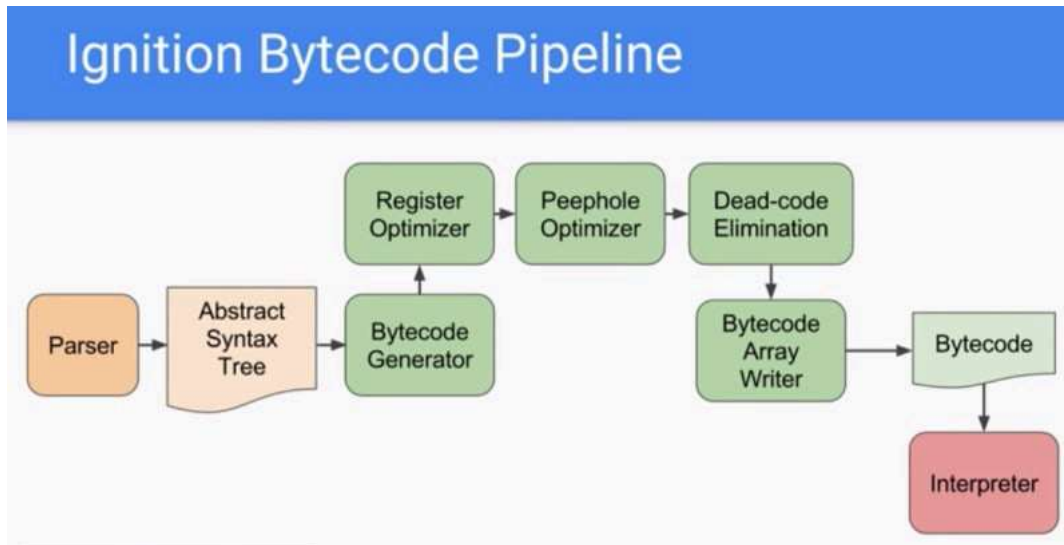 Ignition Bytecode Pipeline
Register
Optimizer
Peephole
Optimizer
Dead-code
Elimination
Parser
Abstract
Syntax
Tree
Bytecode
Generator
Bytecode
Array
Writer
Bytecode
Interpreter